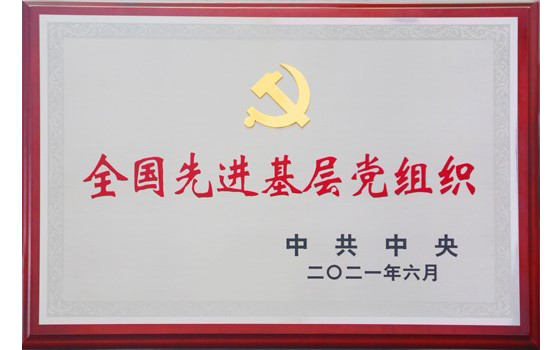 全国先进基层党组织
中共中央
二〇二一年六月